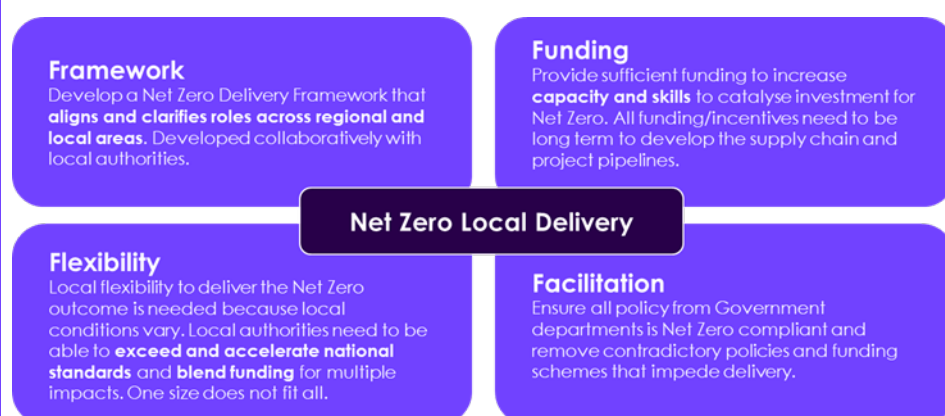 Framework
Develop a Net Zero Delivery Framework that
aligns and clarifies roles across regional and
local areas. Developed collaboratively with
local authorities.
Funding
Provide sufficient funding to increase
capacity and skills to catalyse investment for
Net Zero. All funding/incentives need to be
long term to develop the supply chain and
project pipelines.
Net Zero Local Delivery
Flexibility
Local flexibility to deliver the Net Zero
outcome is needed because local
conditions vary. Local authorities need to be
able to exceed and accelerate national
standards and blend funding for multiple
impacts. One size does not fit all.
Facilitation
Ensure all policy from Government
departments is Net Zero compliant and
remove contradictory policies and funding
schemes that impede delivery.